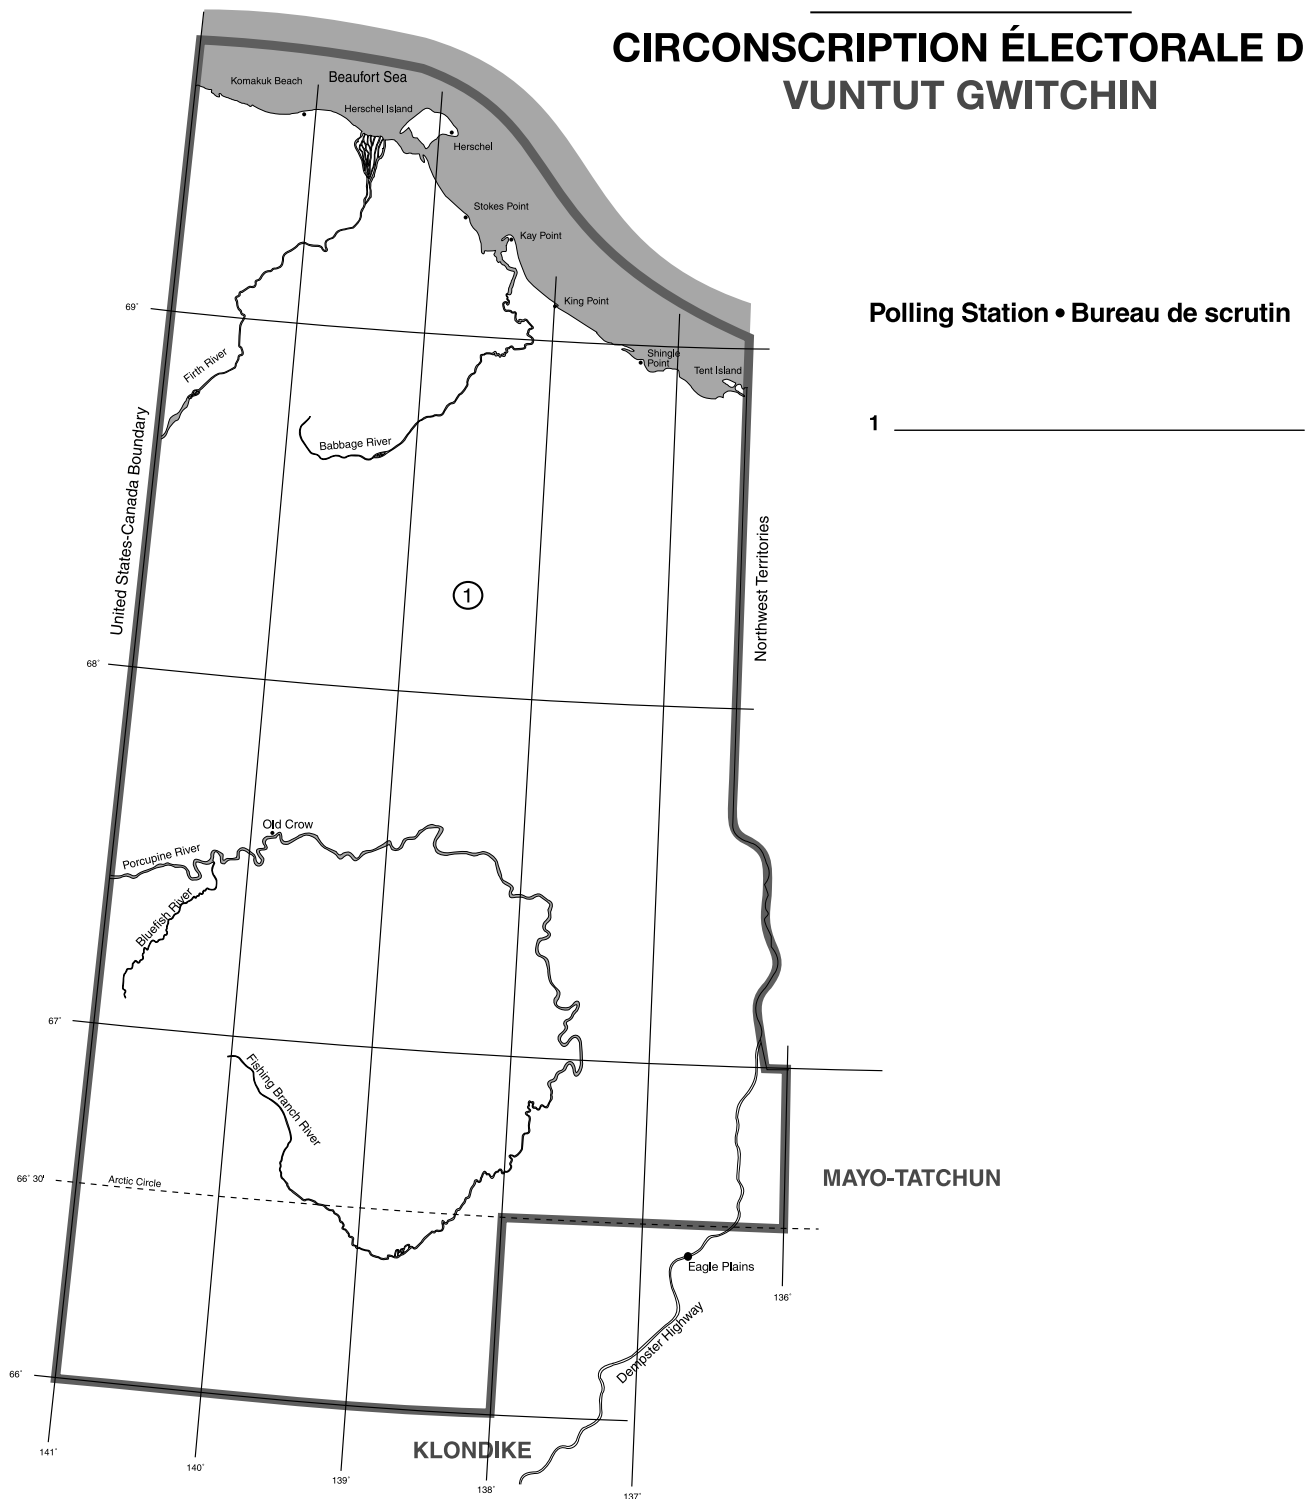 CIRCONSCRIPTION ÉLECTORALE D
VUNTUT GWITCHIN
Komakuk Beach
Beaufort Sea
Herschel Island
Herschel
Stokes Point
Kay Point
King Point
69°
Polling Station • Bureau de scrutin
Shingle
Point
Tent Island
Firth River
1
Babbage River
United States-Canada Boundary
Northwest Territories
1
68°
Old Crow
Porcupine River
Bluefish River
67°
Fishing Branch River
66° 30'
Arctic Circle
MAYO-TATCHUN
Eagle Plains
136°
Dempster Highway
66°
141°
KLONDIKE
140°
139°
138°
137°